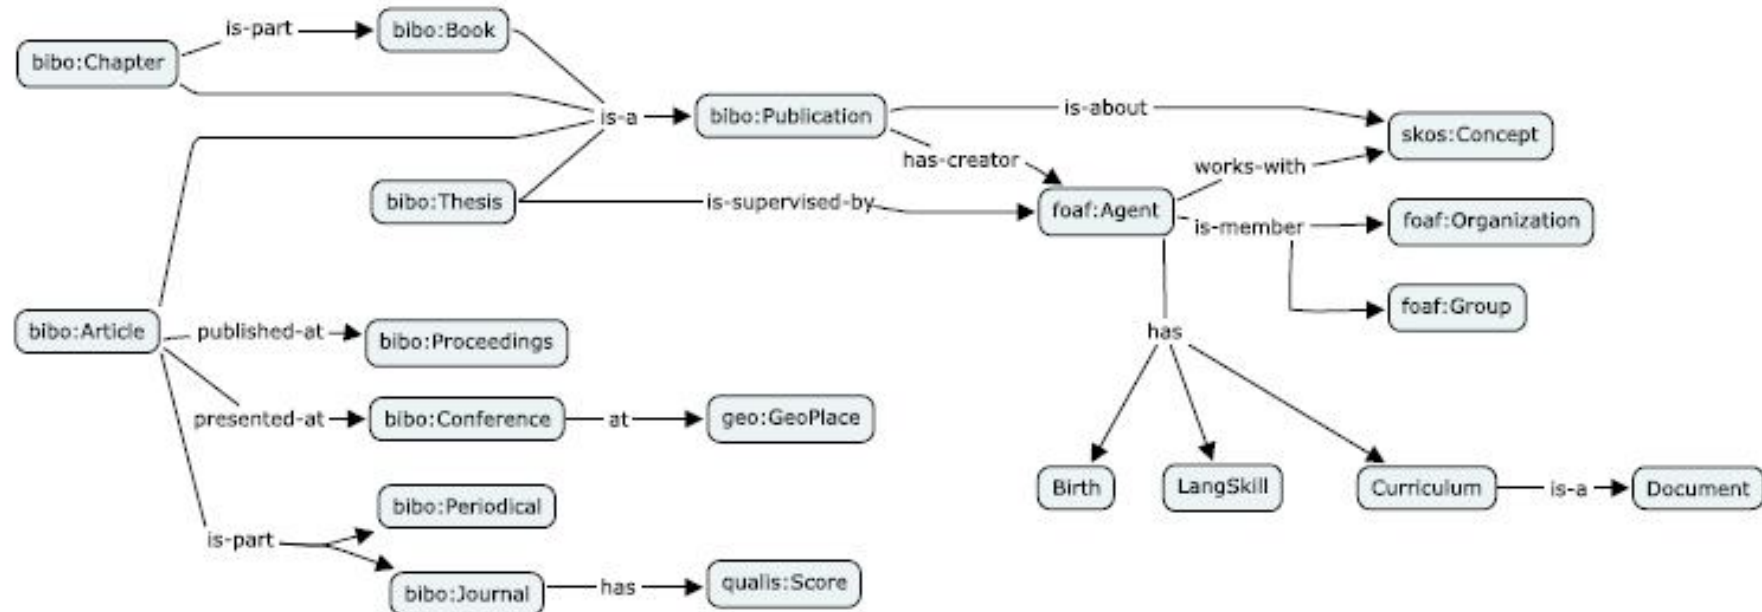 is-part
bibo:Book
bibo:Chapter
is-a
bibo:Publication
is-about
skos:Concept
has-creator
works-with
bibo:Thesis
is-supervised-by
foaf:Agent
is-member
foaf:Organization
foaf:Group
bibo:Article
published-at
bibo:Proceedings
has
presented-at
bibo:Conference
at
geo:GeoPlace
Birth
LangSkill
Curriculum
is-a
Document
bibo:Periodical
is-part
bibo:Journal
has
qualis:Score